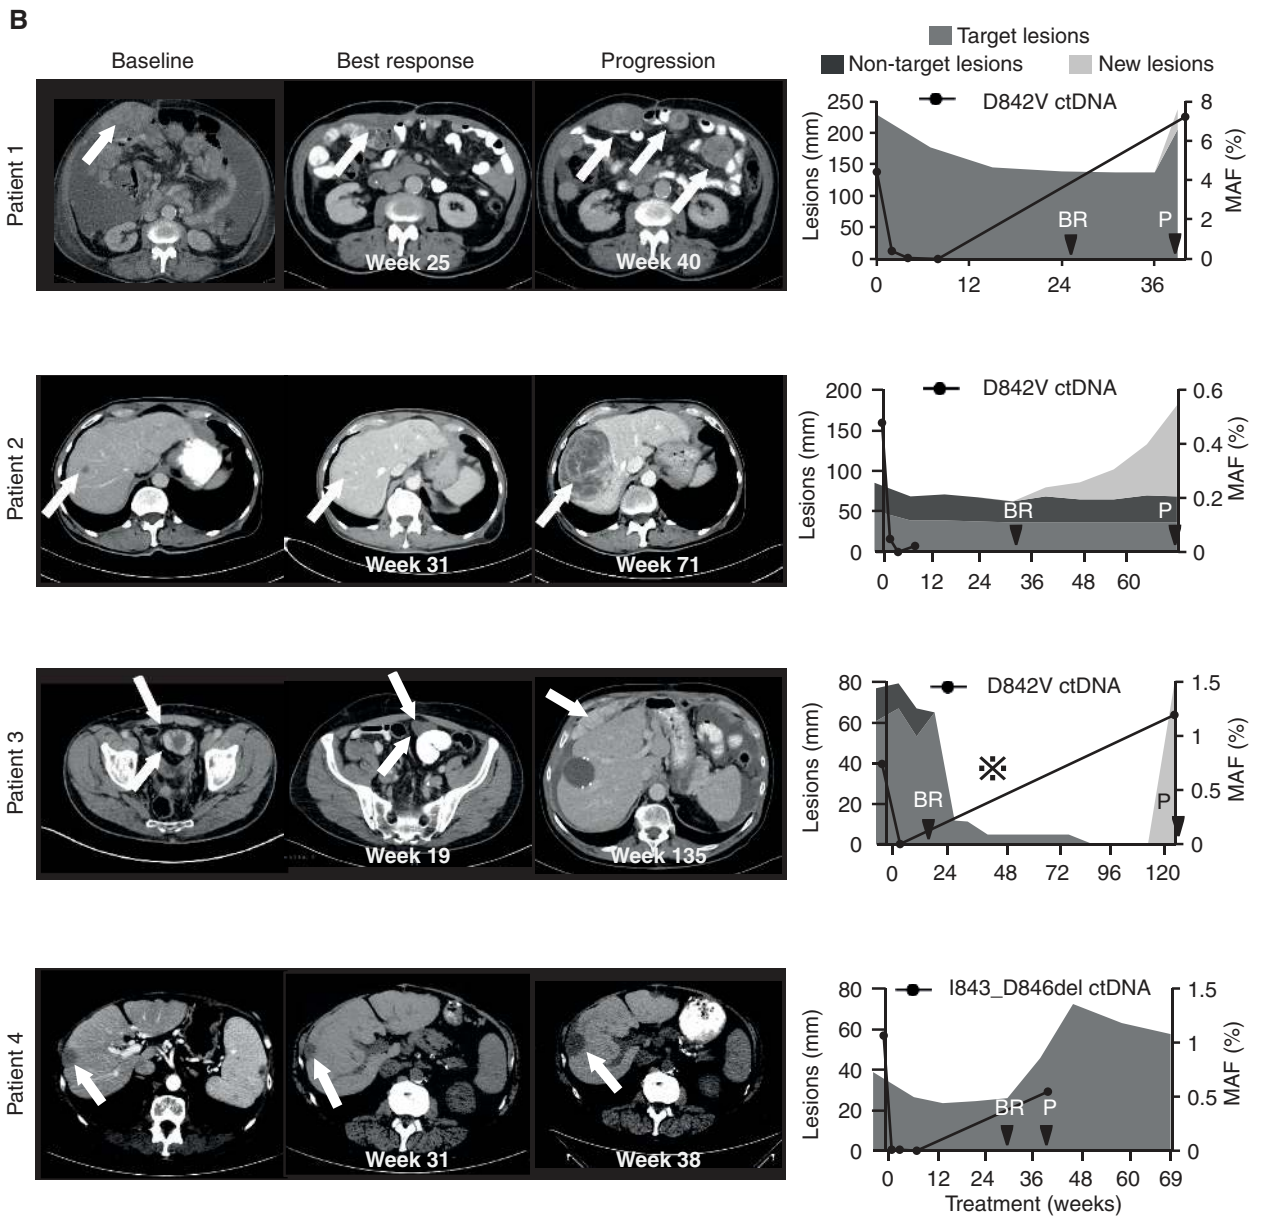 B
Target lesions
Baseline Best response Progression
Non-target lesions New lesions
Patient 1
Week 25
Week 40
Lesions (mm)
250
200
150
100
50
0
D842V ctDNA
BR
P
8
6
4
2
0
MAF (%)
0 12 24 36
Patient 2
Week 31
Week 71
Lesions (mm)
200
150
100
50
0
D842V ctDNA
BR
P
0.6
0.4
0.2
0
MAF (%)
0 12 24 36 48 60
Patient 3
Week 19
Week 135
Lesions (mm)
80
60
40
20
0
D842V ctDNA
※
BR
P
1.5
1
0.5
0
MAF (%)
0 24 48 72 96 120
Patient 4
Week 31
Week 38
Lesions (mm)
80
60
40
20
0
I843_D846del ctDNA
BR
P
1.5
1
0.5
0
MAF (%)
0 12 24 36 48 60 69
Treatment (weeks)